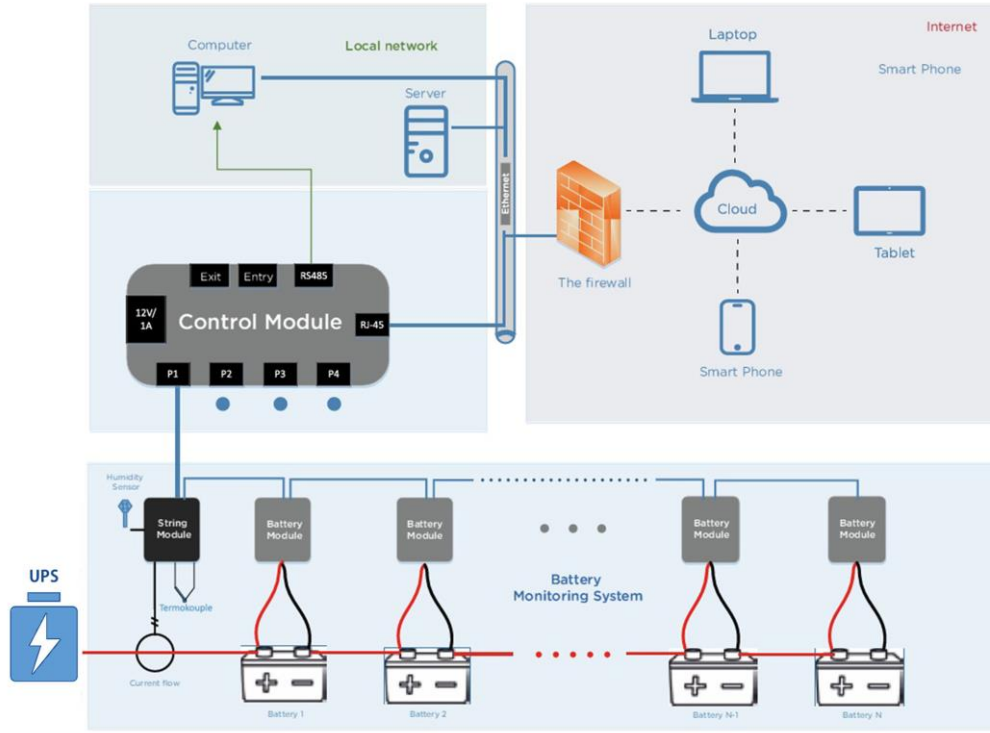 Internet
Computer
Local network
Laptop
Smart Phone
Server
Ethernet
Cloud
Tablet
The firewall
Smart Phone
Exit
Entry
RS485
12V/
1A
Control Module
RJ-45
P1
P2
P3
P4
Humidity
Sensor
String
Module
Battery
Module
Battery
Module
Battery
Module
Battery
Module
UPS
Termokouple
Battery
Monitoring System
Current flow
Battery 1
Battery 2
Battery N-1
Battery N